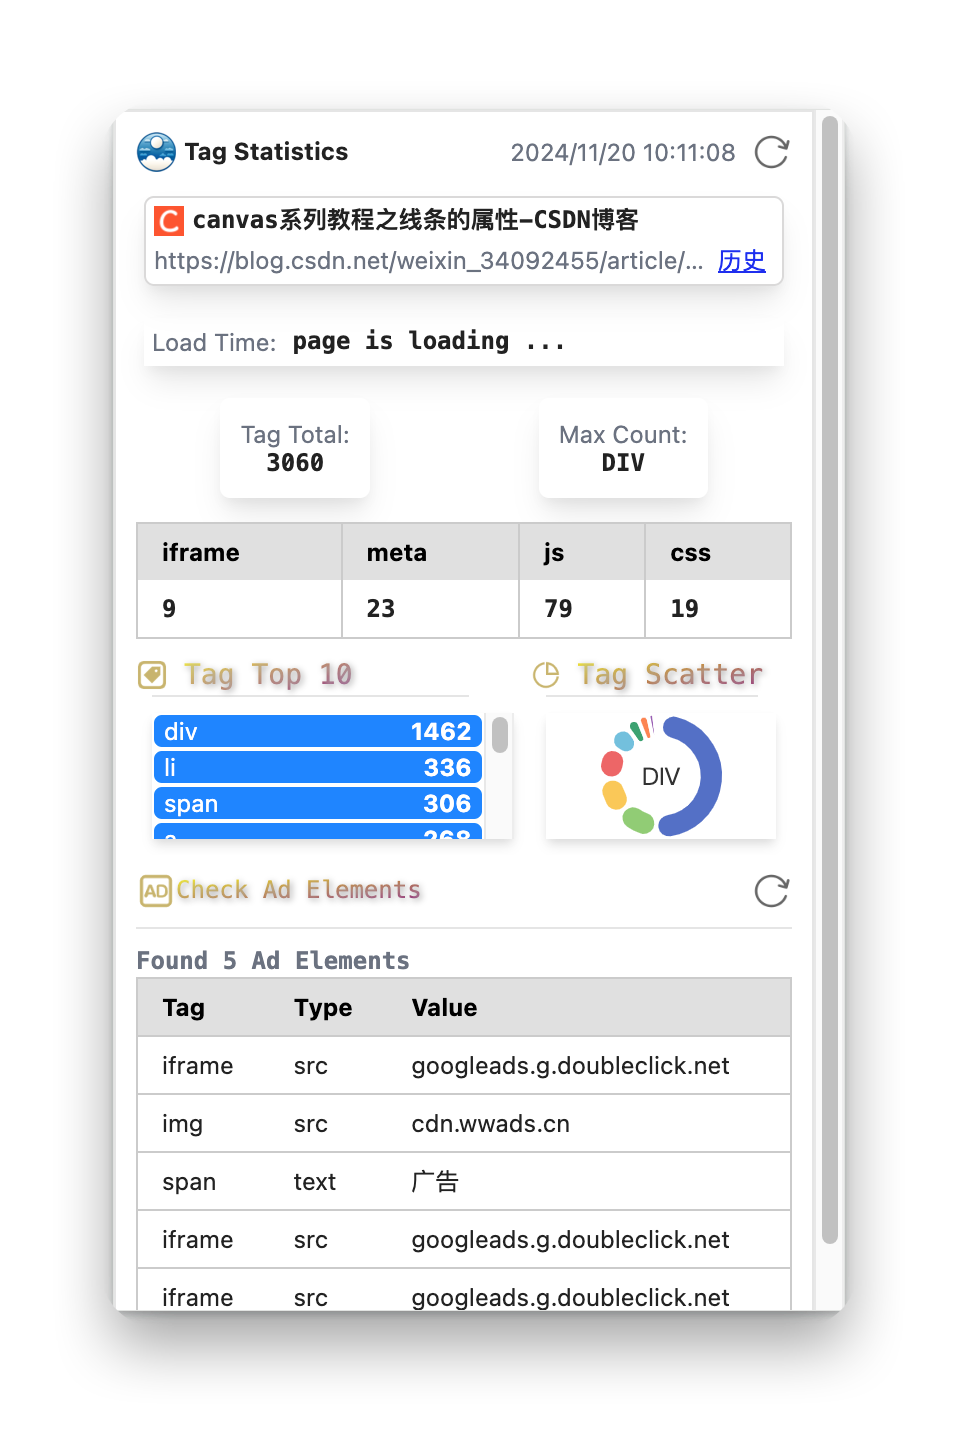 Tag Statistics 2024/11/20 10:11:08
C canvas系列教程之线条的属性-CSDN博客
https://blog.csdn.net/weixin_34092455/article/... 历史
Load Time: page is loading ...
Tag Total: Max Count:
3060 DIV
iframe meta js css
9 23 79 19
Tag Top 10 Tag Scatter
div 1462
li 336
span 306
268
DIV
AD Check Ad Elements
Found 5 Ad Elements
Tag Type Value
iframe src googleads.g.doubleclick.net
img src cdn.wwads.cn
span text 广告
iframe src googleads.g.doubleclick.net
iframe src googleads.g.doubleclick.net